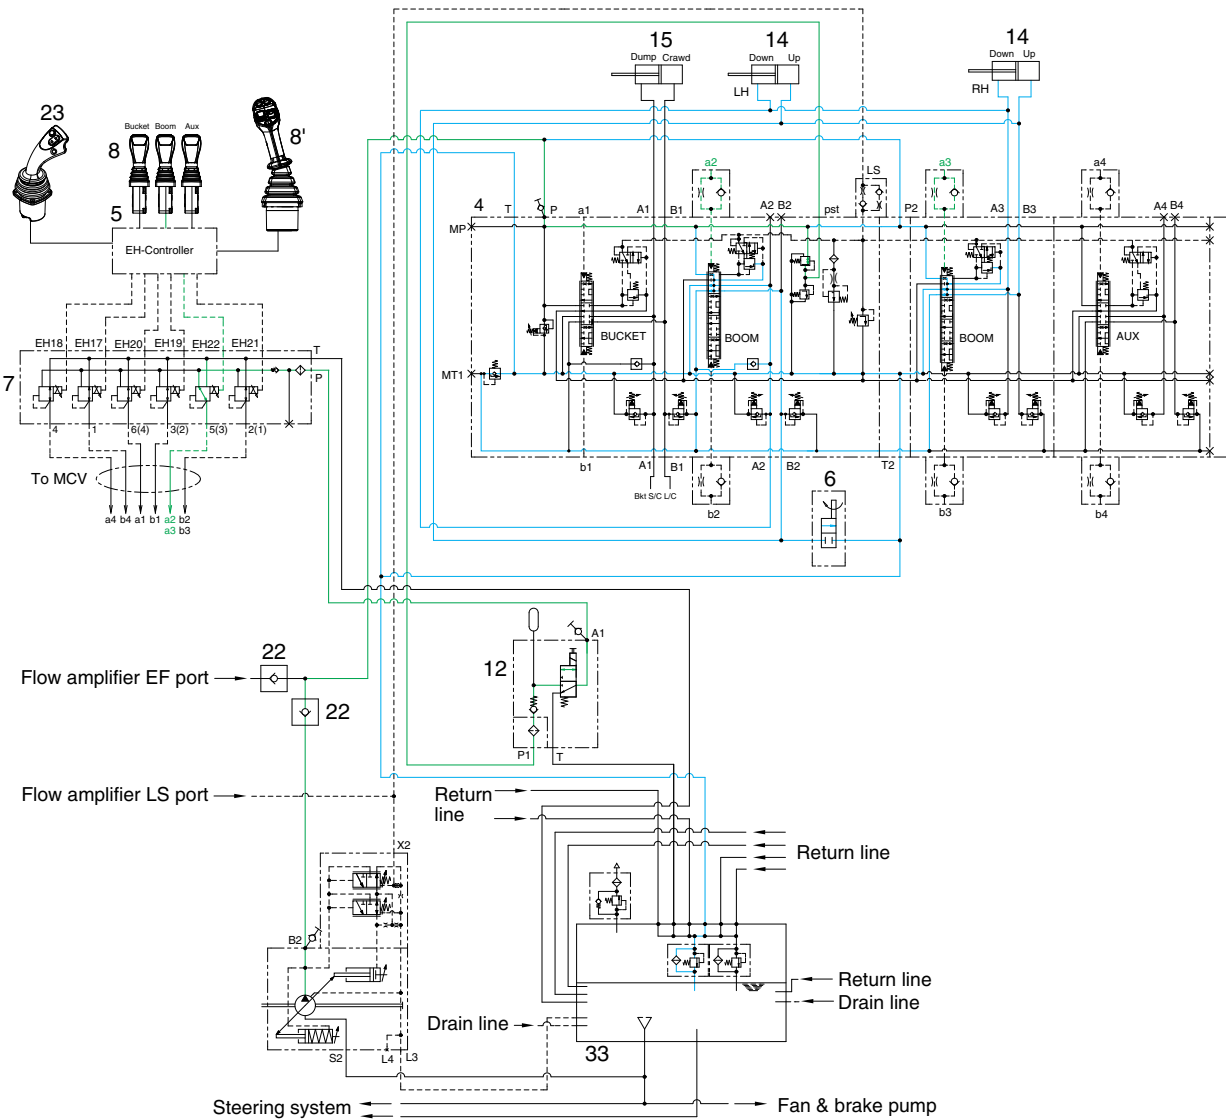 15
14
14
Dump Crawd
Down Up
Down Up
LH
RH
23
8
8'
Bucket Boom Aux
5
EH-Controller
a2
LS
a3
a4
4
T
P
a1
A1
B1
A2 B2
pst
P2
A3
B3
A4 B4
MP
BUCKET
BOOM
BOOM
AUX
MT1
EH18
EH17
EH20
EH19
EH22
EH21
T
P
7
4
1
6(4)
3(2)
5(3)
2(1)
To MCV
a4
b4
a1
b1
a2
a3
b2
b3
b1
A1
B1
A2
B2
T2
Bkt S/C L/C
b2
b3
b4
6
A1
12
P1
T
22
Flow amplifier EF port
22
Flow amplifier LS port
Return
line
Return line
X2
B2
Return line
Drain line
Drain line
33
S2
L4
L3
Steering system
Fan & brake pump